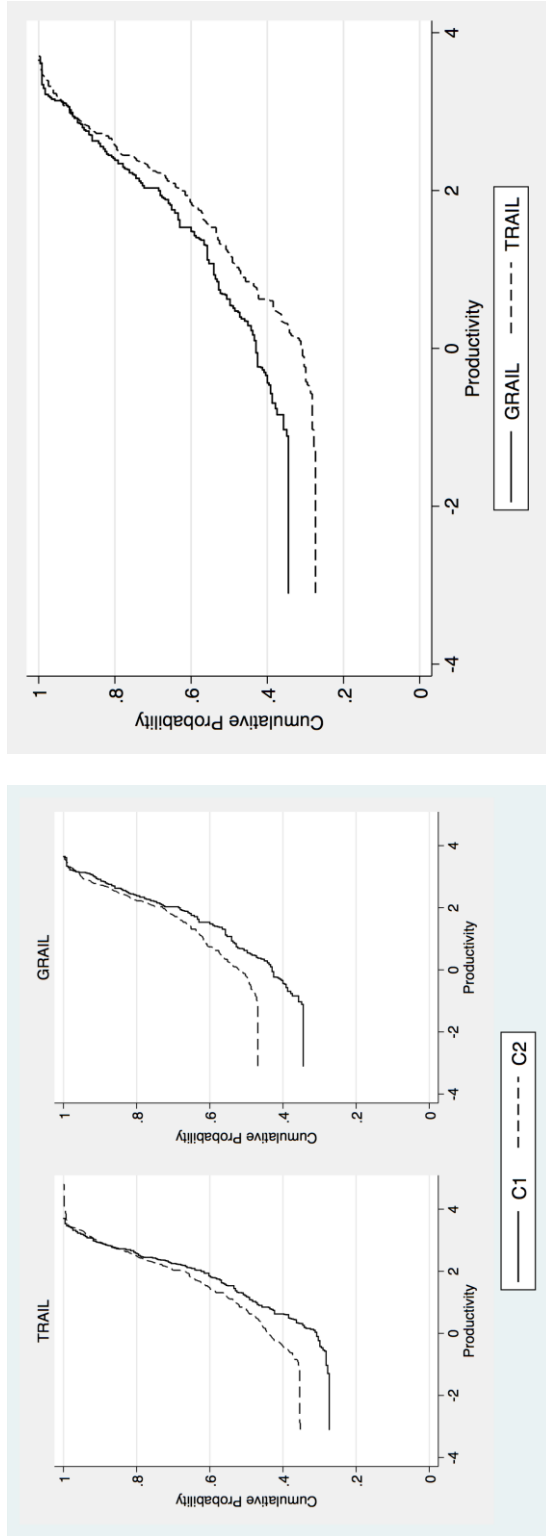 TRAIL
GRAIL
Cumulative Probability
1
.8
.6
.4
.2
0
-4 -2 0 2 4
Productivity
Cumulative Probability
1
.8
.6
.4
.2
0
-4 -2 0 2 4
Productivity
C1 C2
Cumulative Probability
1
.8
.6
.4
.2
0
-4 -2 0 2 4
Productivity
GRAIL TRAIL